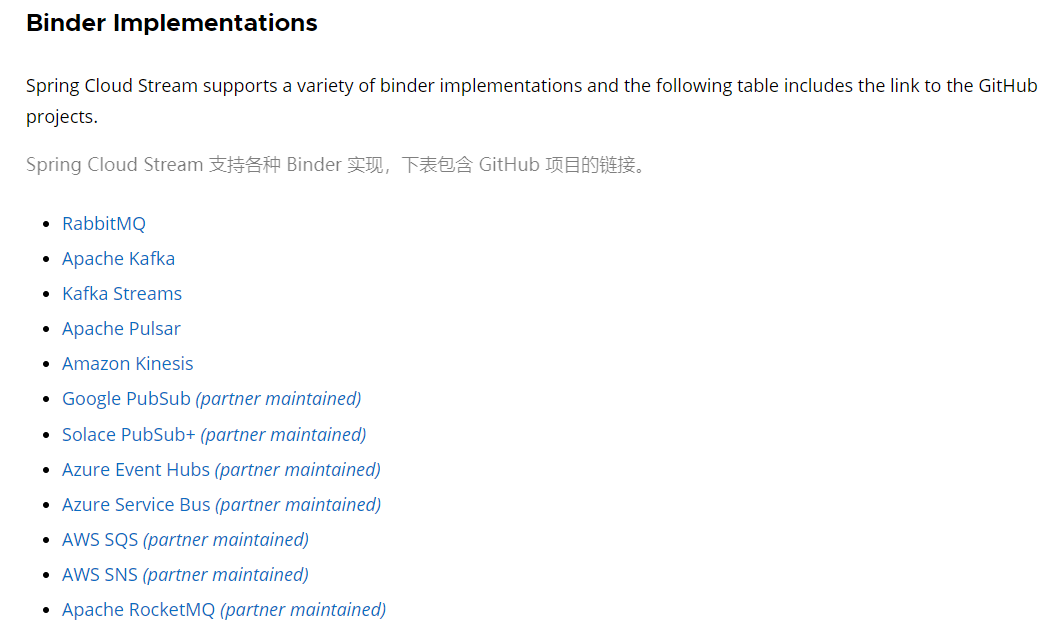 Binder Implementations
Spring Cloud Stream supports a variety of binder implementations and the following table includes the link to the GitHub
projects.
Spring Cloud Stream 支持各种 Binder 实现，下表包含 GitHub 项目的链接。
• RabbitMQ
• Apache Kafka
• Kafka Streams
• Apache Pulsar
• Amazon Kinesis
• Google PubSub (partner maintained)
• Solace PubSub+ (partner maintained)
• Azure Event Hubs (partner maintained)
• Azure Service Bus (partner maintained)
• AWS SQS (partner maintained)
• AWS SNS (partner maintained)
• Apache RocketMQ (partner maintained)